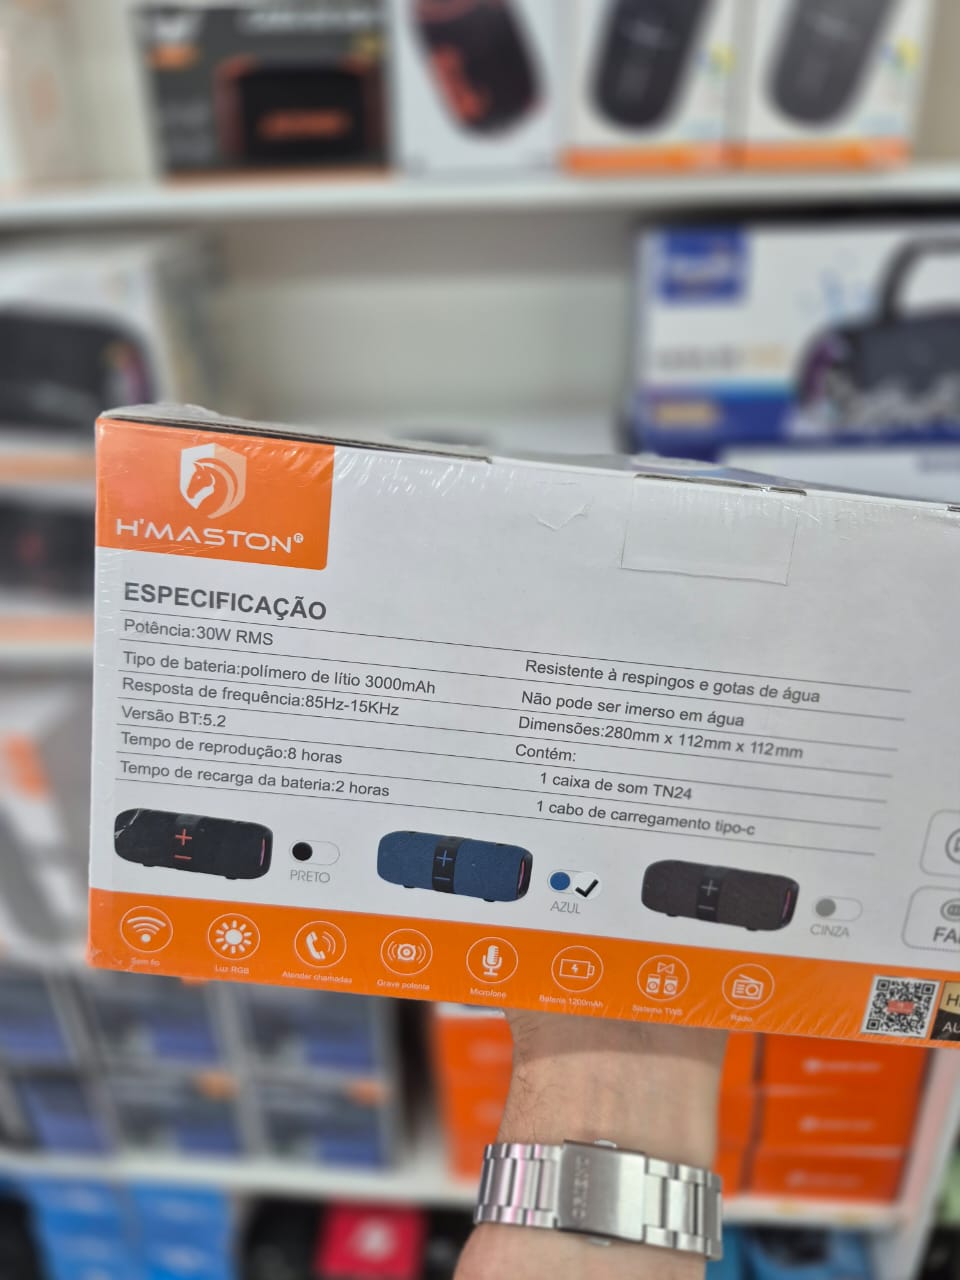 H'MASTON®
ESPECIFICAÇÃO
Potência:30W RMS
Tipo de bateria:polímero de lítio 3000mAh
Resposta de frequência:85Hz-15KHz
Versão BT:5.2
Tempo de reprodução:8 horas
Tempo de recarga da bateria:2 horas
Resistente à respingos e gotas de água
Não pode ser imerso em água
Dimensões:280mm x 112mm x 112mm
Contém:
1 caixa de som TN24
1 cabo de carregamento tipo-c
PRETO
AZUL
CINZA
Sem fio
Luz RGB
Atender chamadas
Grave potente
Microfone
Bateria 1200mAh
Sistema TWS
Rádio